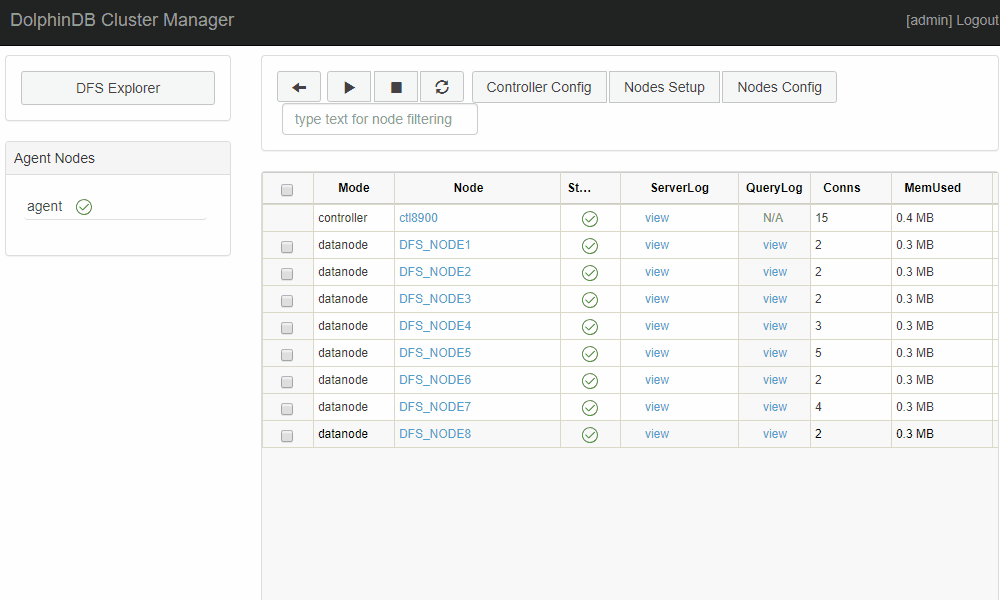 DolphinDB Cluster Manager [admin] Logout
DFS Explorer
Agent Nodes
agent
Controller Config Nodes Setup Nodes Config
type text for node filtering
Mode Node St... ServerLog QueryLog Conns MemUsed
controller ctl8900 view N/A 15 0.4 MB
datanode DFS_NODE1 view view 2 0.3 MB
datanode DFS_NODE2 view view 2 0.3 MB
datanode DFS_NODE3 view view 2 0.3 MB
datanode DFS_NODE4 view view 3 0.3 MB
datanode DFS_NODE5 view view 5 0.3 MB
datanode DFS_NODE6 view view 2 0.3 MB
datanode DFS_NODE7 view view 4 0.3 MB
datanode DFS_NODE8 view view 2 0.3 MB